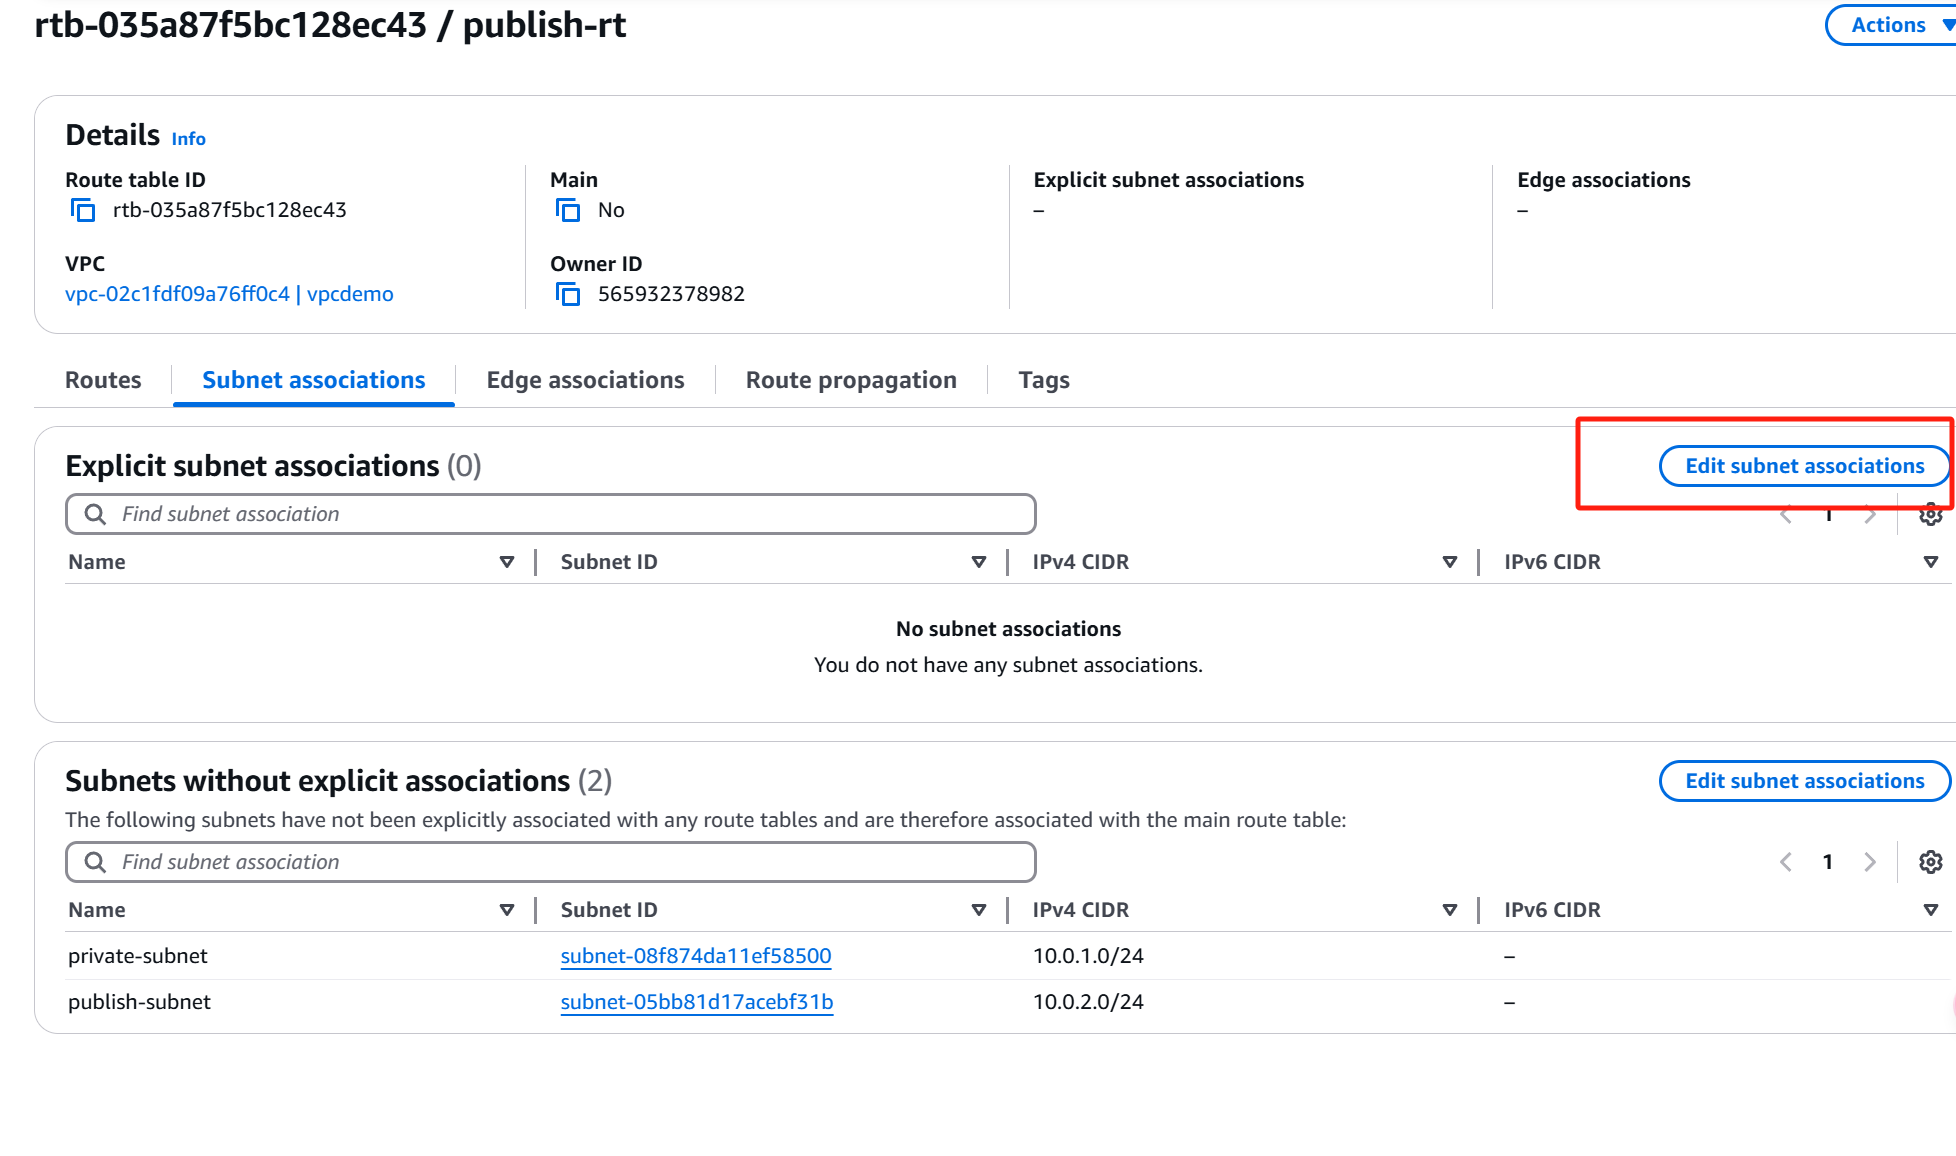 rtb-035a87f5bc128ec43 / publish-rt
Actions
Details Info
Route table ID
rtb-035a87f5bc128ec43
Main
No
Explicit subnet associations
–
Edge associations
–
VPC
vpc-02c1fdf09a76ff0c4 | vpcdemo
Owner ID
565932378982
Routes
Subnet associations
Edge associations
Route propagation
Tags
Explicit subnet associations (0)
Edit subnet associations
Find subnet association
1
Name
Subnet ID
IPv4 CIDR
IPv6 CIDR
No subnet associations
You do not have any subnet associations.
Subnets without explicit associations (2)
Edit subnet associations
The following subnets have not been explicitly associated with any route tables and are therefore associated with the main route table:
Find subnet association
1
Name
Subnet ID
IPv4 CIDR
IPv6 CIDR
private-subnet
subnet-08f874da11ef58500
10.0.1.0/24
–
publish-subnet
subnet-05bb81d17acebf31b
10.0.2.0/24
–